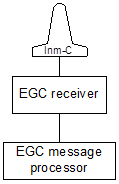 Inm-C
EGC receiver
EGC message
processor